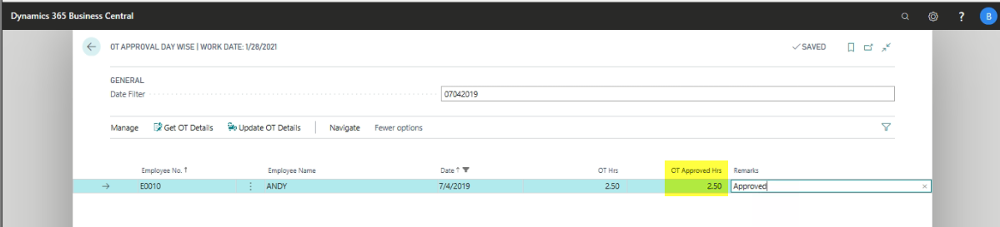 Dynamics 365 Business Central
?
B
OT APPROVAL DAY WISE | WORK DATE: 1/28/2021
✓ SAVED
GENERAL
Date Filter
07042019
Manage Get OT Details Update OT Details Navigate Fewer options
Employee No. ↑ Employee Name Date ↑ OT Hrs OT Approved Hrs Remarks
→ E0010 ⋮ ANDY 7/4/2019 2.50 2.50 Approved ×